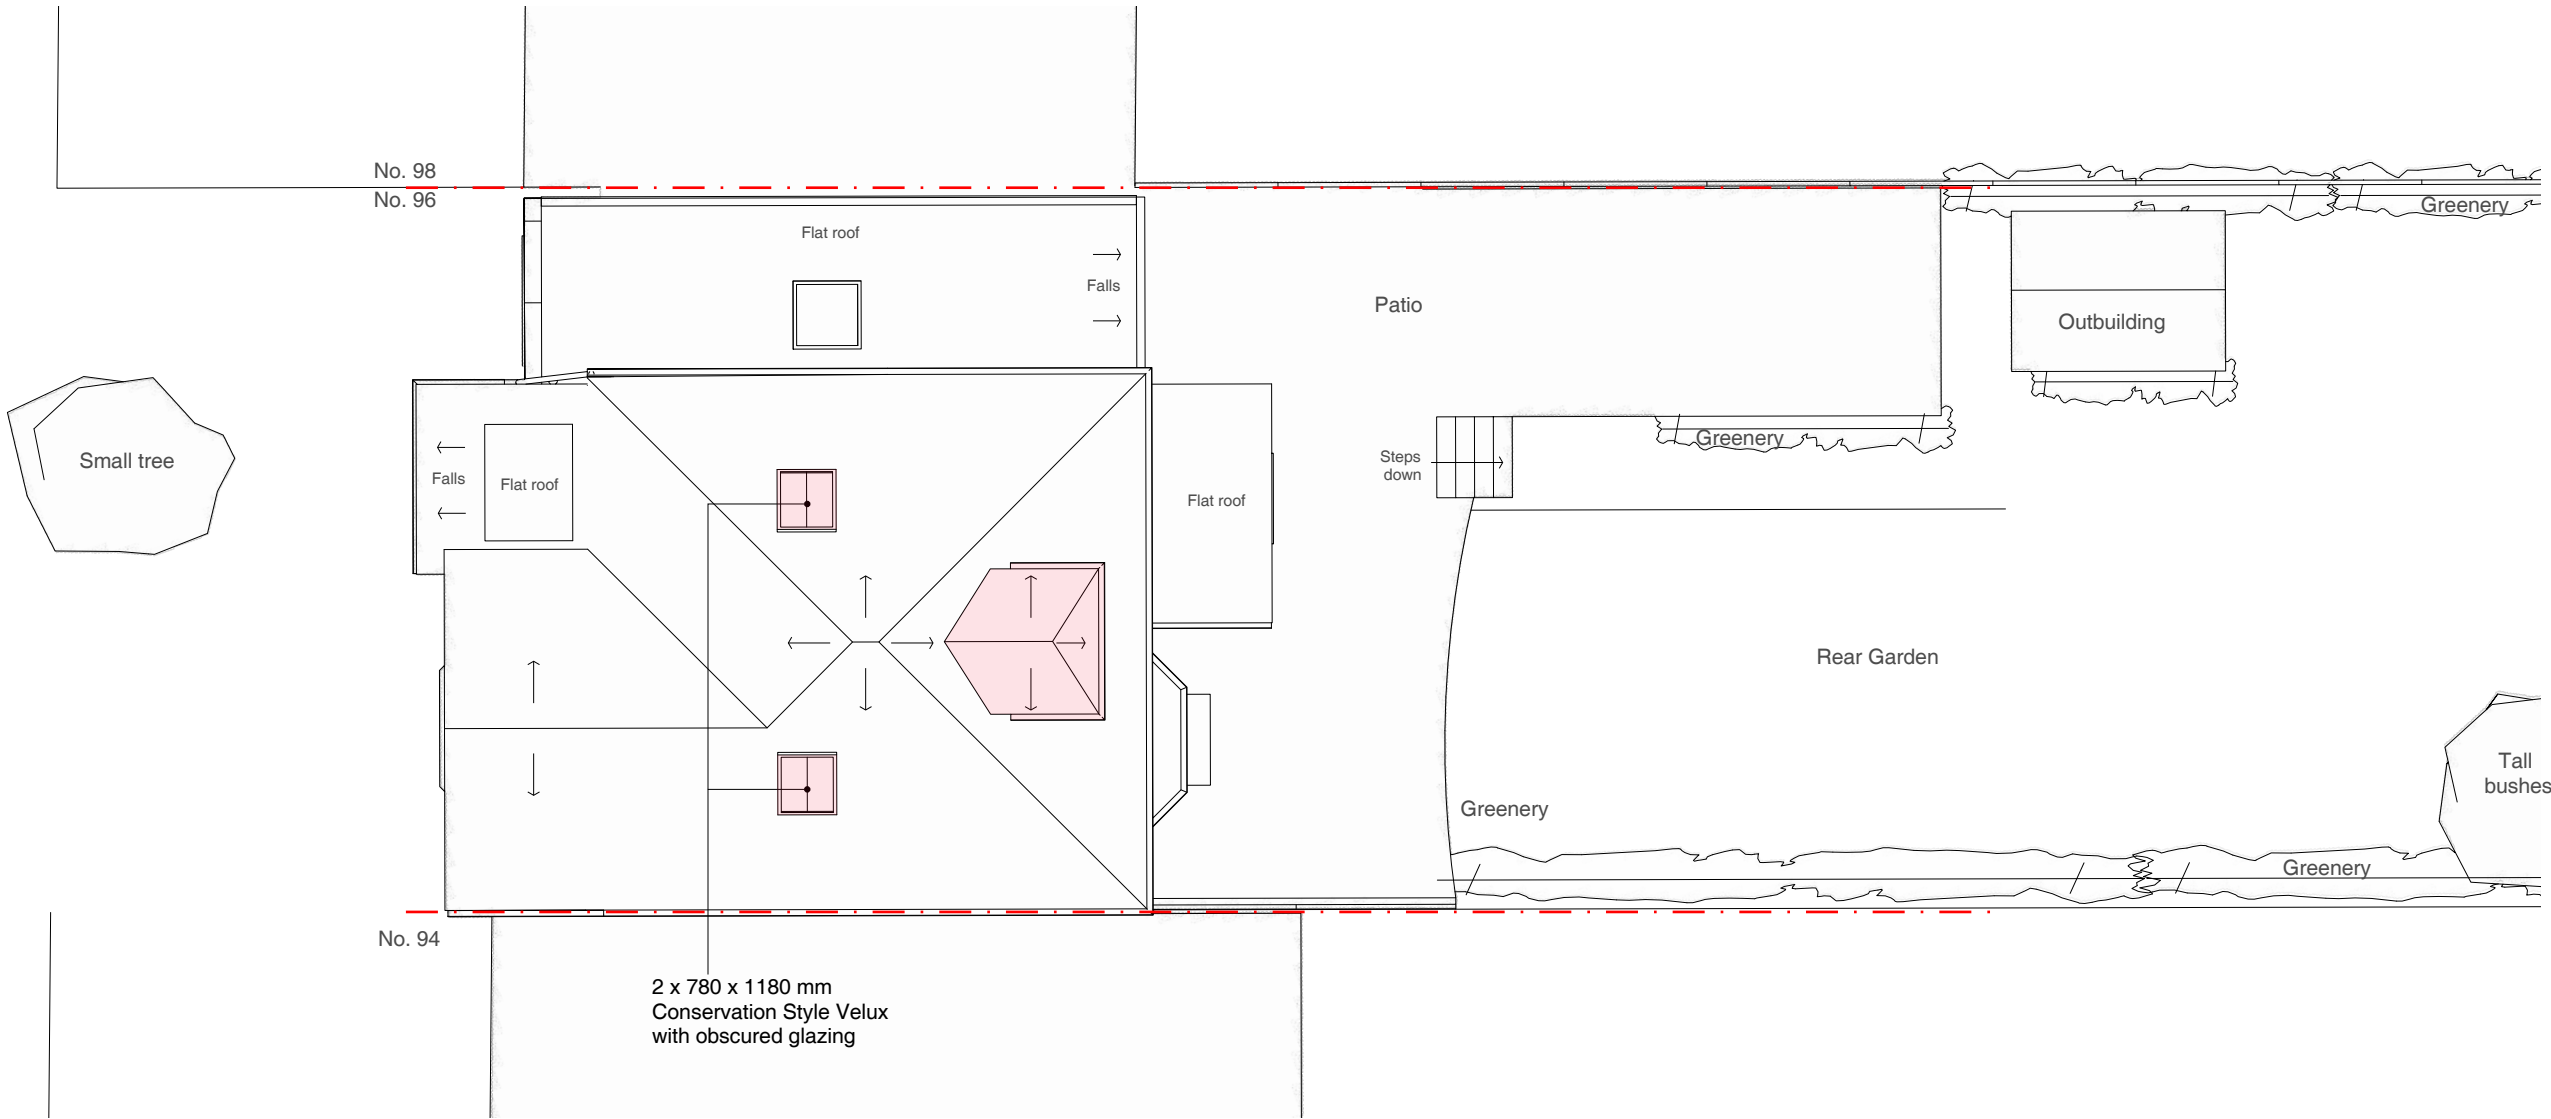 No. 98
No. 96
Greenery
Flat roof
Falls
Patio
Outbuilding
Greenery
Small tree
Falls
Flat roof
Flat roof
Steps
down
Rear Garden
Tall
bushes
Greenery
Greenery
No. 94
2 x 780 x 1180 mm
Conservation Style Velux
with obscured glazing